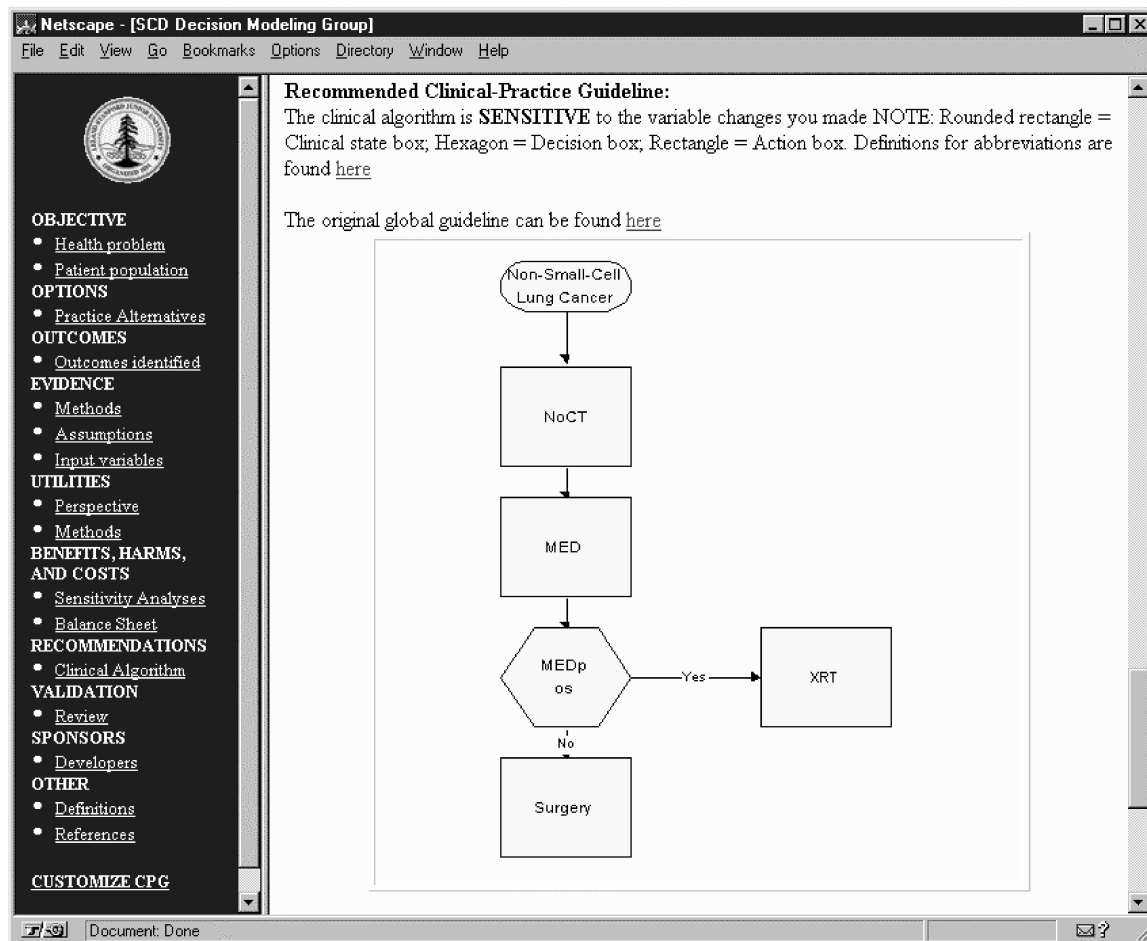 Netscape - [SCD Decision Modeling Group]
File Edit View Go Bookmarks Options Directory Window Help
OBJECTIVE
Health problem
Patient population
OPTIONS
Practice Alternatives
OUTCOMES
Outcomes identified
EVIDENCE
Methods
Assumptions
Input variables
UTILITIES
Perspective
Methods
BENEFITS, HARMS,
AND COSTS
Sensitivity Analyses
Balance Sheet
RECOMMENDATIONS
Clinical Algorithm
VALIDATION
Review
SPONSORS
Developers
OTHER
Definitions
References
CUSTOMIZE CPG
Recommended Clinical-Practice Guideline:
The clinical algorithm is SENSITIVE to the variable changes you made NOTE: Rounded rectangle =
Clinical state box; Hexagon = Decision box; Rectangle = Action box. Definitions for abbreviations are
found here
The original global guideline can be found here
Non-Small-Cell
Lung Cancer
NoCT
MED
MEDp
os
Yes
XRT
No
Surgery
Document: Done